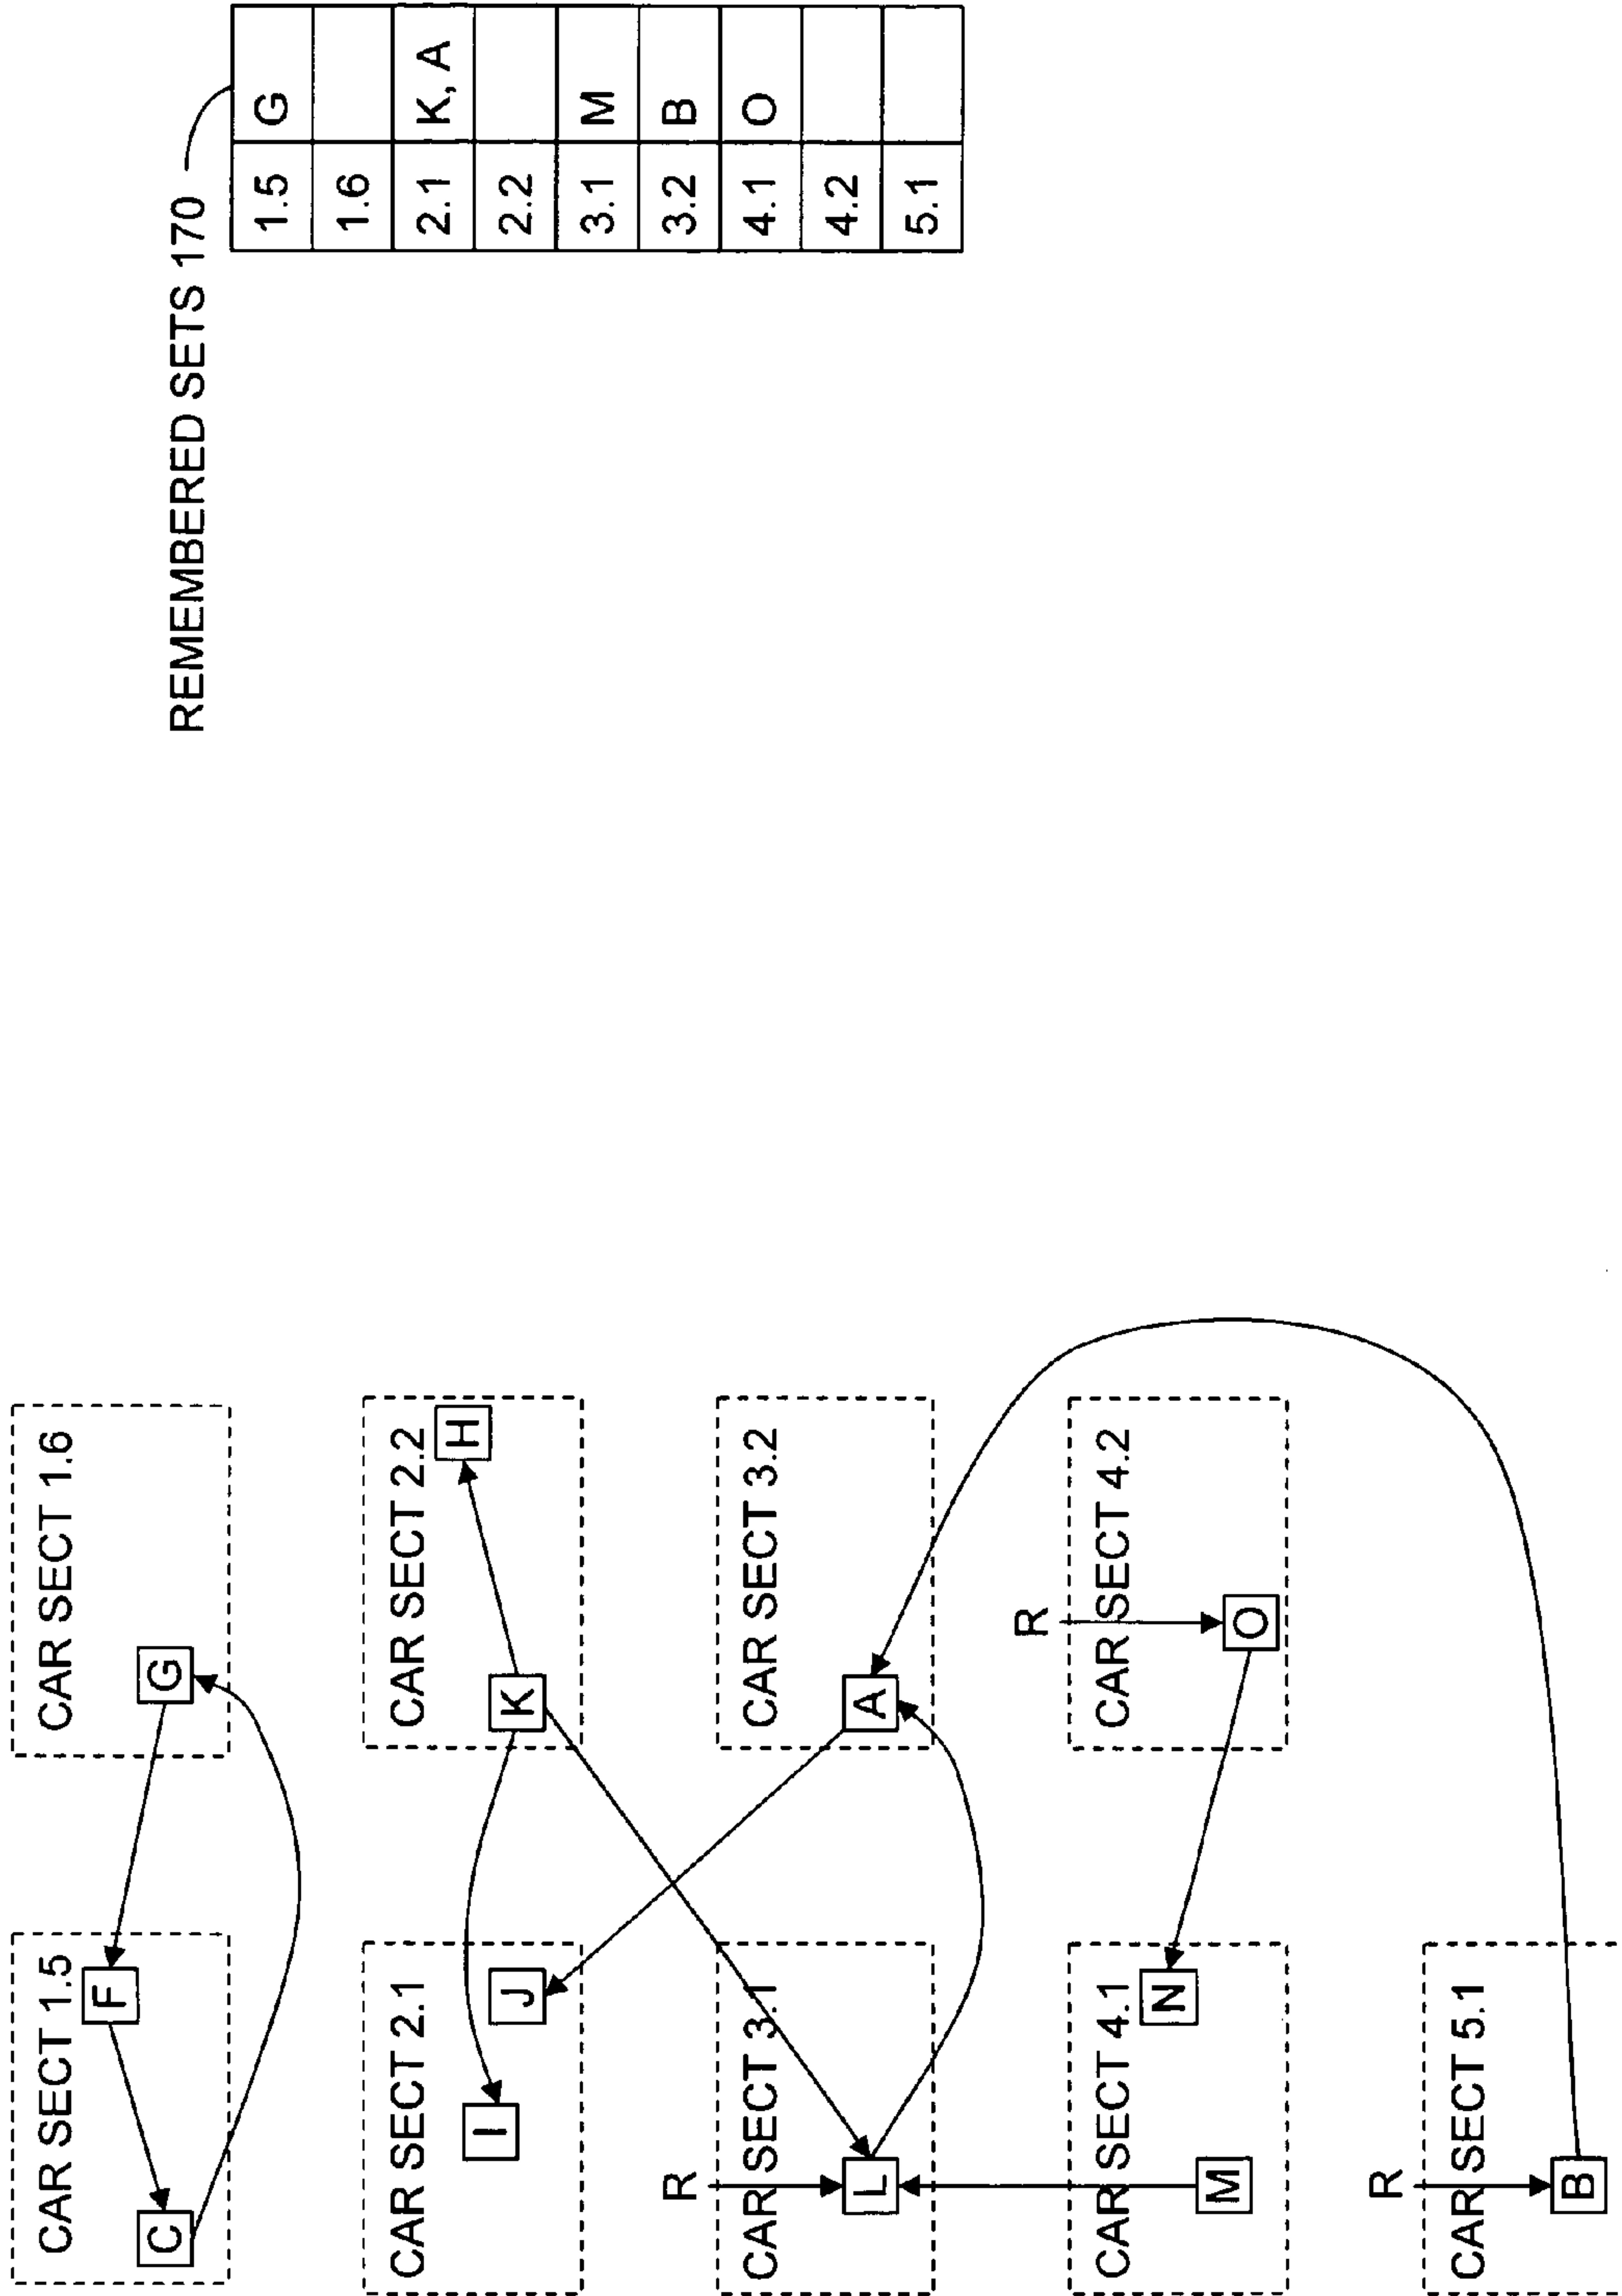 CAR SECT 1.5
F
C
CAR SECT 1.6
G
CAR SECT 2.1
I
J
CAR SECT 2.2
K
H
R
CAR SECT 3.1
L
CAR SECT 3.2
A
CAR SECT 4.1
M
N
R
CAR SECT 4.2
O
R
CAR SECT 5.1
B
REMEMBERED SETS 170
1.5 G
1.6
2.1 K, A
2.2
3.1 M
3.2 B
4.1 O
4.2
5.1